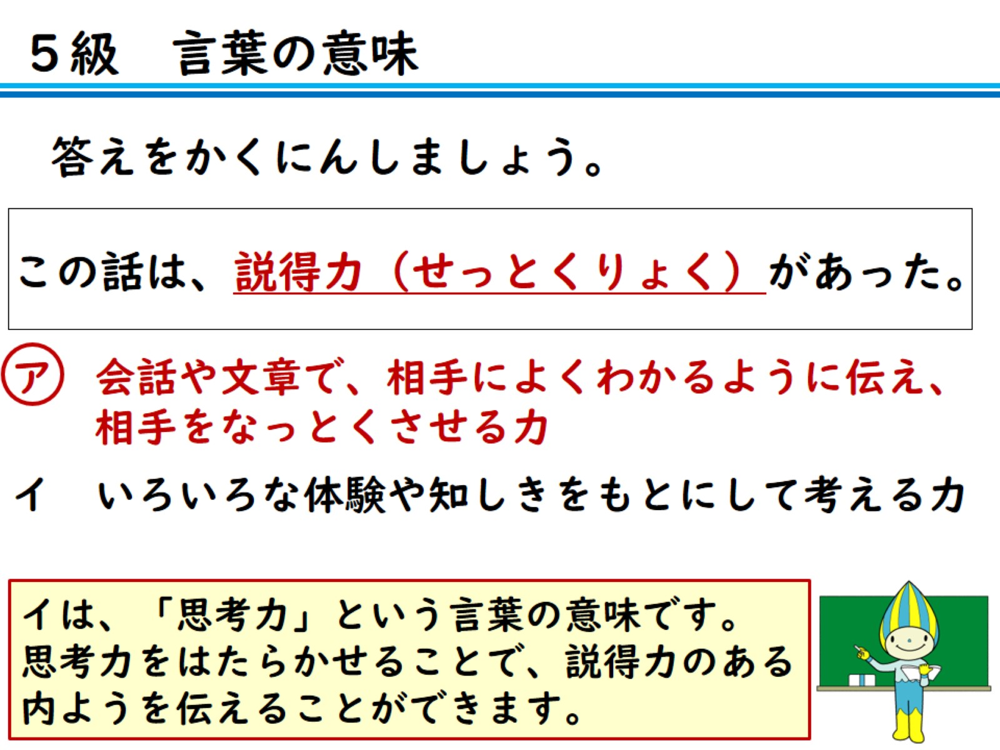 ５級　言葉の意味
答えをかくにんしましょう。
この話は、説得力（せっとくりょく）があった。
ア　会話や文章で、相手によくわかるように伝え、
相手をなっとくさせる力
イ　いろいろな体験や知しきをもとにして考える力
イは、「思考力」という言葉の意味です。
思考力をはたらかせることで、説得力のある
内ようを伝えることができます。